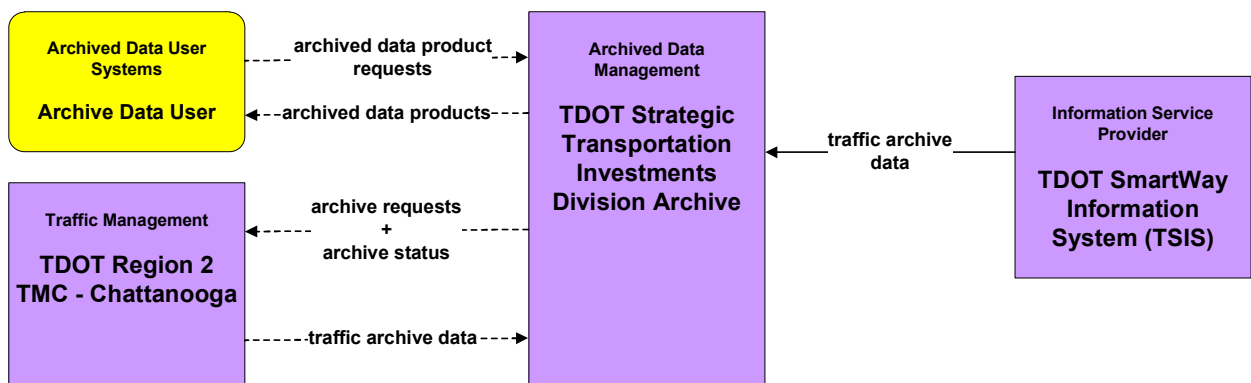 Archived Data User
Systems
Archive Data User
archived data product
requests
archived data products
Traffic Management
TDOT Region 2
TMC - Chattanooga
archive requests
+
archive status
traffic archive data
Archived Data
Management
TDOT Strategic
Transportation
Investments
Division Archive
traffic archive
data
Information Service
Provider
TDOT SmartWay
Information
System (TSIS)